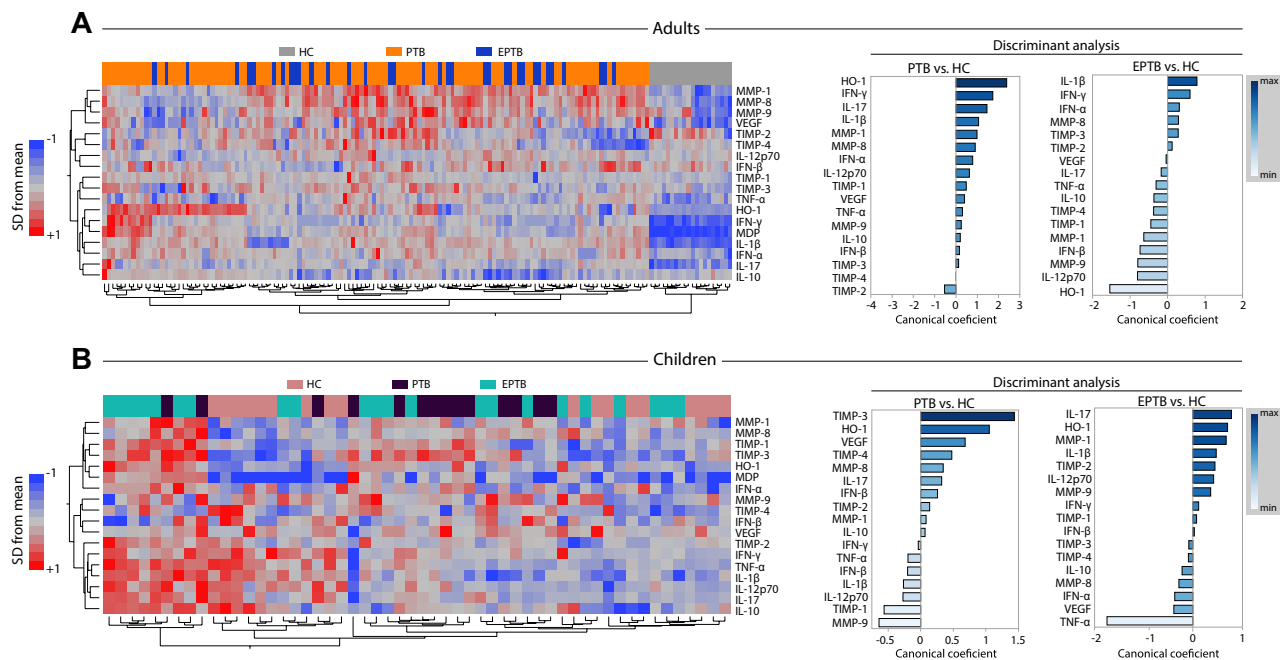 A
Adults
HC PTB EPTB
Discriminant analysis
SD from mean
-1
+1
MMP-1
MMP-8
MMP-9
VEGF
TIMP-2
TIMP-4
IL-12p70
IFN-β
TIMP-1
TIMP-3
TNF-α
HO-1
IFN-γ
MDP
IL-1β
IFN-α
IL-17
IL-10
PTB vs. HC
HO-1
IFN-γ
IL-17
IL-1β
MMP-1
MMP-8
IFN-α
IL-12p70
TIMP-1
VEGF
TNF-α
MMP-9
IL-10
IFN-β
TIMP-3
TIMP-4
TIMP-2
-4 -3 -2 -1 0 1 2 3
Canonical coeficient
EPTB vs. HC
IL-1β
IFN-γ
IFN-α
MMP-8
TIMP-3
TIMP-2
VEGF
IL-17
TNF-α
IL-10
TIMP-4
TIMP-1
MMP-1
IFN-β
MMP-9
IL-12p70
HO-1
-2 -1 0 1 2
Canonical coeficient
max
min
B
Children
HC PTB EPTB
Discriminant analysis
SD from mean
-1
+1
MMP-1
MMP-8
TIMP-1
TIMP-3
HO-1
MDP
IFN-α
MMP-9
TIMP-4
IFN-β
VEGF
TIMP-2
IFN-γ
TNF-α
IL-1β
IL-12p70
IL-17
IL-10
PTB vs. HC
TIMP-3
HO-1
VEGF
TIMP-4
MMP-8
IL-17
IFN-β
TIMP-2
MMP-1
IL-10
IFN-γ
TNF-α
IFN-β
IL-1β
IL-12p70
TIMP-1
MMP-9
-0.5 0 0.5 1 1.5
Canonical coeficient
EPTB vs. HC
IL-17
HO-1
MMP-1
IL-1β
TIMP-2
IL-12p70
MMP-9
IFN-γ
TIMP-1
IFN-β
TIMP-3
TIMP-4
IL-10
MMP-8
IFN-α
VEGF
TNF-α
-2 -1 0 1
Canonical coeficient
max
min